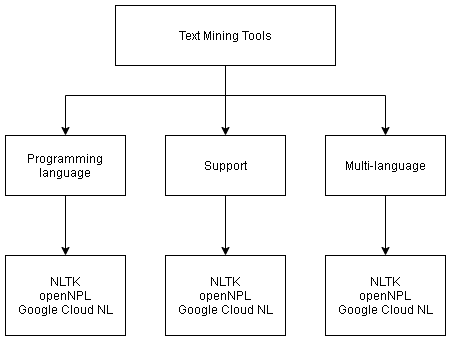 Text Mining Tools
Programming
language
Support
Multi-language
NLTK
openNPL
Google Cloud NL
NLTK
openNPL
Google Cloud NL
NLTK
openNPL
Google Cloud NL